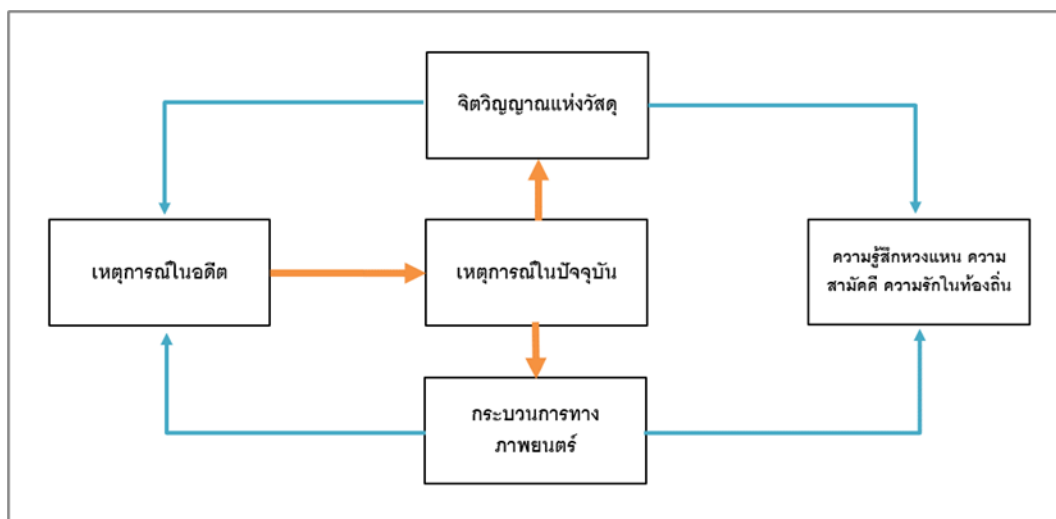 จิตวิญญาณแห่งวัสดุ
เหตุการณ์ในอดีต
เหตุการณ์ในปัจจุบัน
ความรู้สึกหวงแหน ความ
สามัคคี ความรักในท้องถิ่น
กระบวนการทาง
ภาพยนตร์